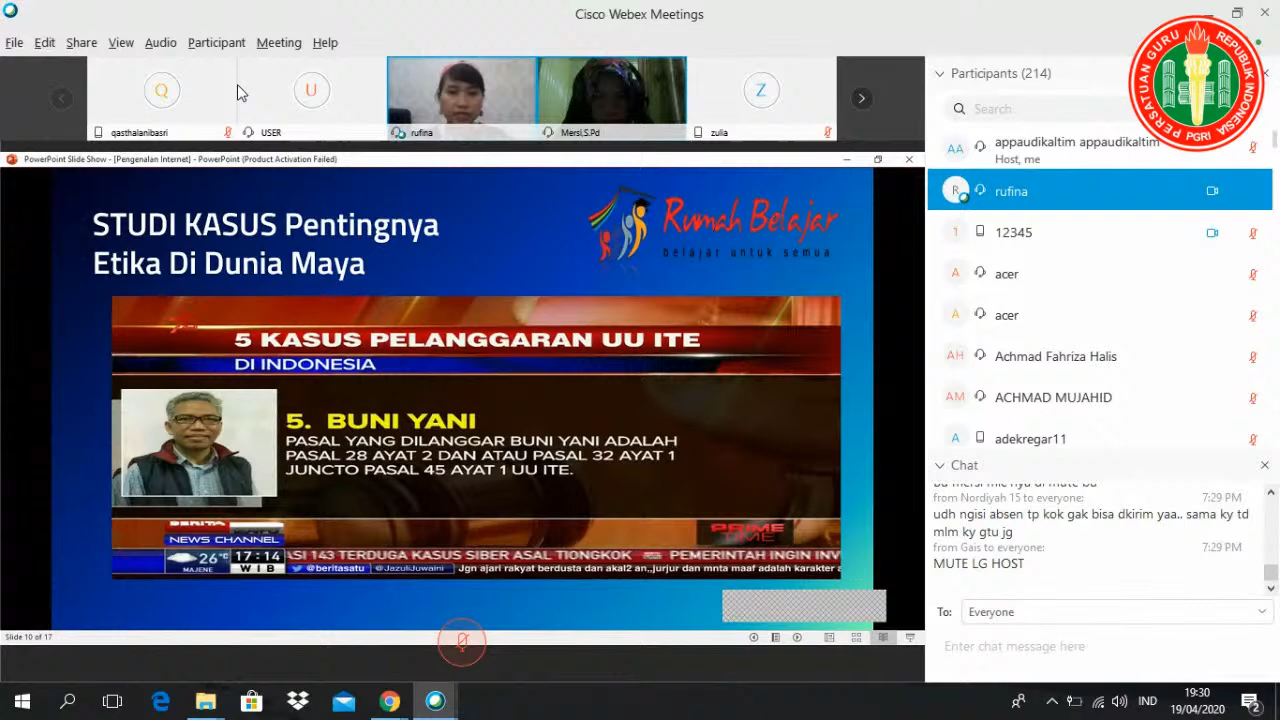 Cisco Webex Meetings
File Edit Share View Audio Participant Meeting Help
Q
U
Z
qasthalanibasri
USER
rufina
Mersi,S.Pd
zulia
PowerPoint Slide Show - [Pengenalan Internet] - PowerPoint (Product Activation Failed)
STUDI KASUS Pentingnya
Etika Di Dunia Maya
Rumah Belajar
belajar untuk semua
5 KASUS PELANGGARAN UU ITE
DI INDONESIA
5. BUNI YANI
PASAL YANG DILANGGAR BUNI YANI ADALAH
PASAL 28 AYAT 2 DAN ATAU PASAL 32 AYAT 1
JUNCTO PASAL 45 AYAT 1 UU ITE.
BERITA
NEWS CHANNEL
PRIME
TIME
26°C
MAJENE
17:14
WIB
ASI 143 TERDUGA KASUS SIBER ASAL TIONGKOK
PEMERINTAH INGIN INV
@beritasatu
@JazuliJuwaini
Jgn ajari rakyat berdusta dan akal2 an,,jurjur dan mnta maaf adalah karakter
Slide 10 of 17
Participants (214)
Search
AA
appaudikaltim appaudikaltim
Host, me
R
rufina
1
12345
A
acer
A
acer
AH
Achmad Fahriza Halis
AM
ACHMAD MUJAHID
A
adekregar11
PERSATUAN GURU REPUBLIK INDONESIA
PGRI
Chat
from Nordiyah 15 to everyone: 7:29 PM
udh ngisi absen tp kok gak bisa dkirim yaa.. sama ky td
mlm ky gtu jg
from Gais to everyone: 7:29 PM
MUTE LG HOST
To: Everyone
Enter chat message here
IND
19:30
19/04/2020
2